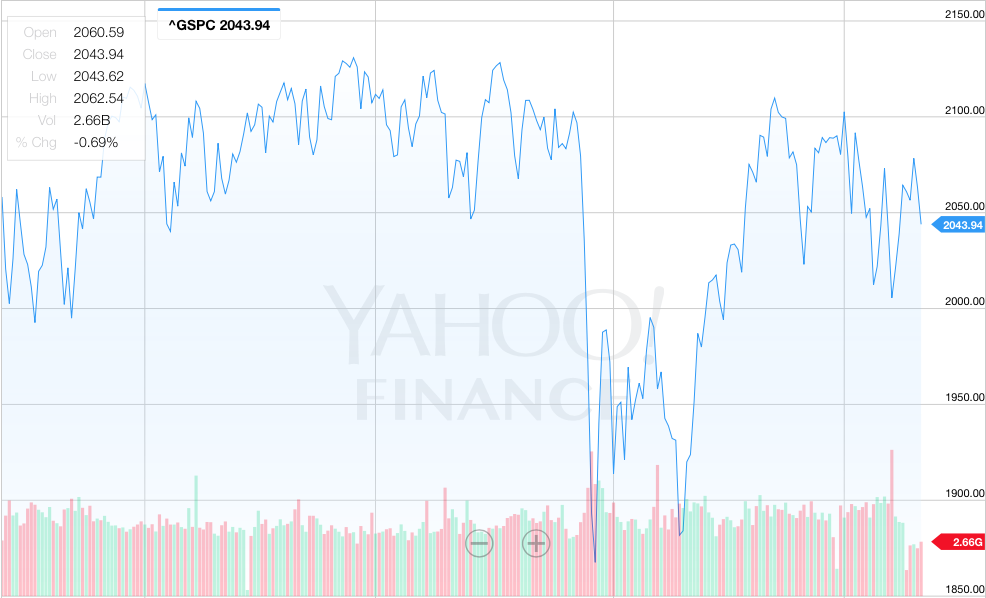 Open 2060.59
Close 2043.94
Low 2043.62
High 2062.54
Vol 2.66B
% Chg -0.69%
^GSPC 2043.94
2150.00
2100.00
2050.00
2043.94
2000.00
1950.00
1900.00
2.66G
1850.00
YAHOO!
FINANCE